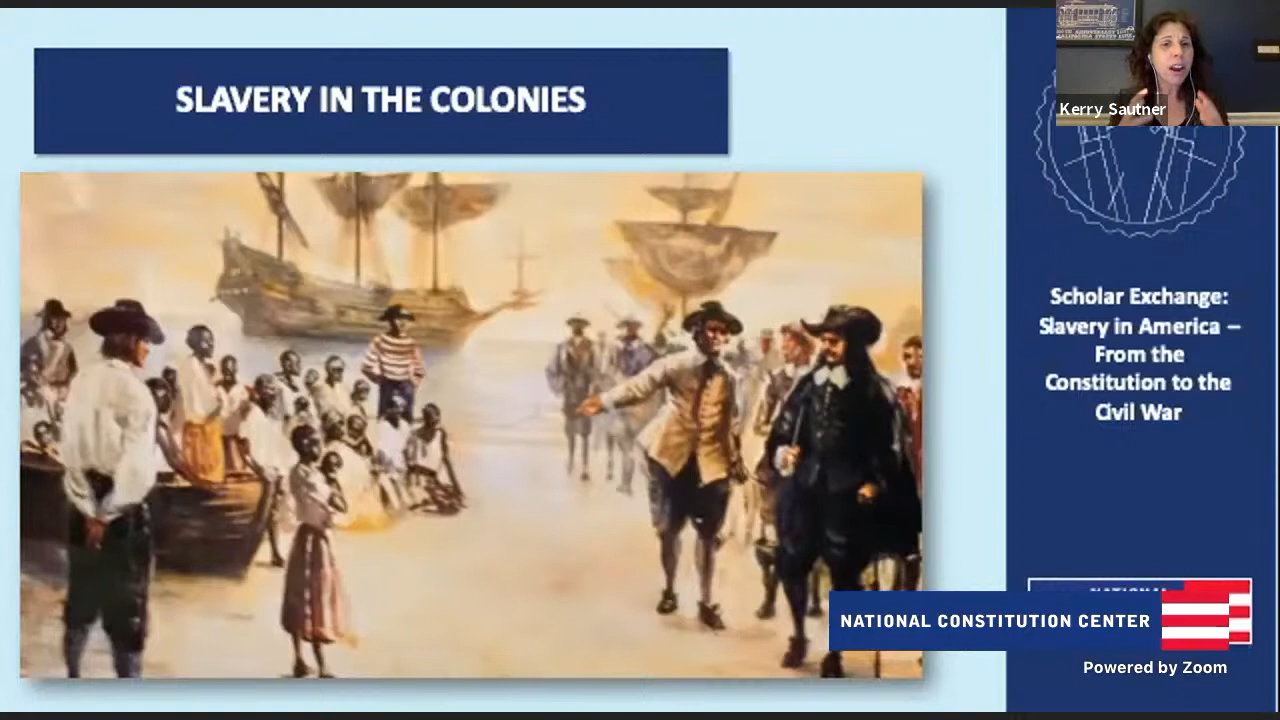 SLAVERY IN THE COLONIES
Kerry Sautner
Scholar Exchange:
Slavery in America –
From the
Constitution to the
Civil War
NATIONAL
NATIONAL CONSTITUTION CENTER
Powered by Zoom